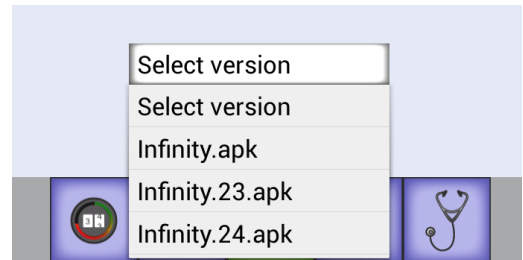 Select version
Select version
Infinity.apk
Infinity.23.apk
Infinity.24.apk